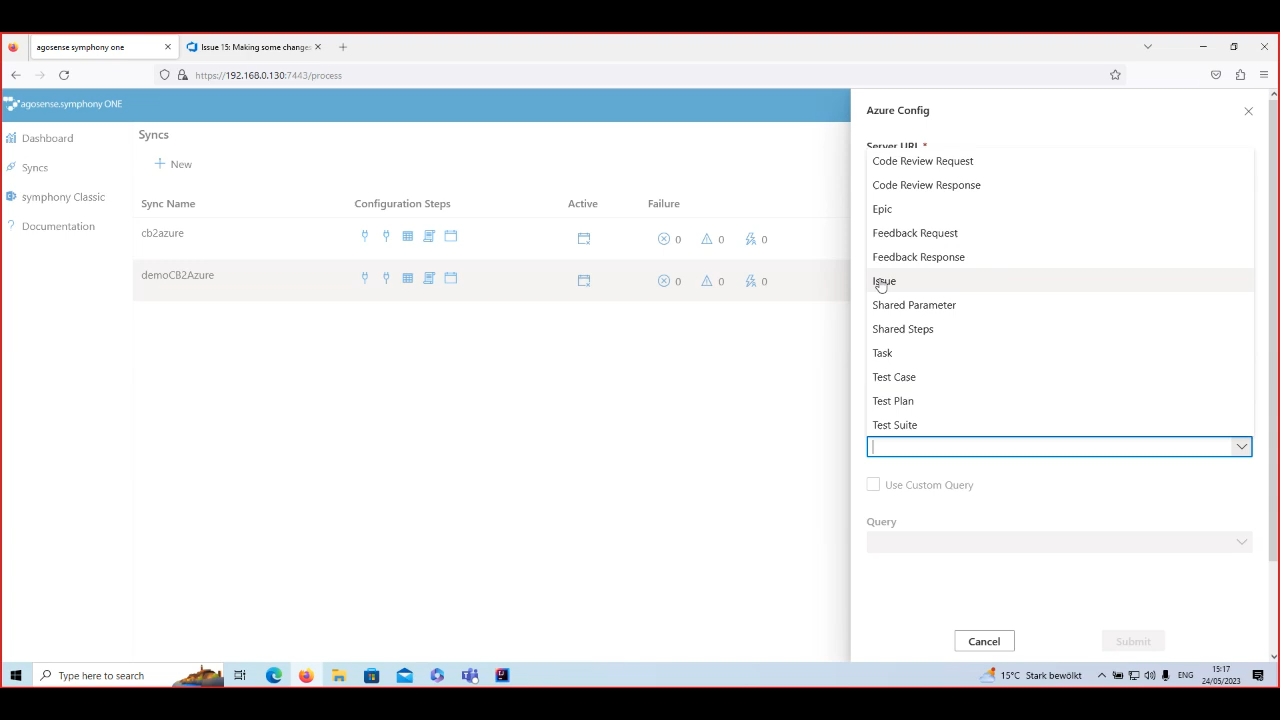 agosense symphony one
Issue 15: Making some change
https://192.168.0.130:7443/process
agosense.symphony ONE
Dashboard
Syncs
symphony Classic
Documentation
Syncs
New
Sync Name
Configuration Steps
Active
Failure
cb2azure
0
0
0
demoCB2Azure
0
0
0
Azure Config
Server URL *
Code Review Request
Code Review Response
Epic
Feedback Request
Feedback Response
Issue
Shared Parameter
Shared Steps
Task
Test Case
Test Plan
Test Suite
Use Custom Query
Query
Cancel
Submit
Type here to search
15°C Stark bewölkt
ENG
15:17
24/05/2023